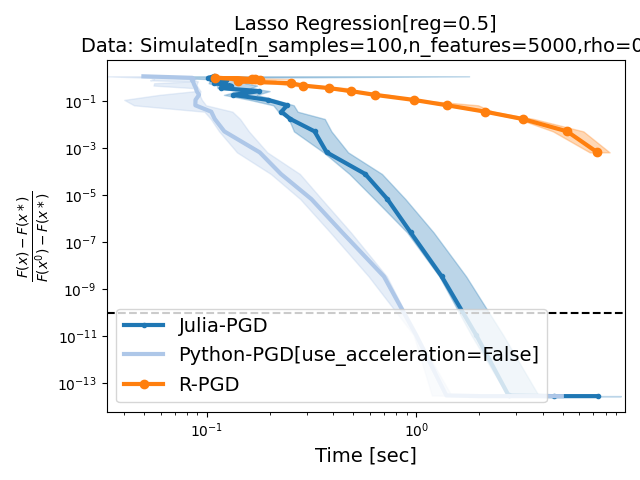 Lasso Regression[reg=0.5]
Data: Simulated[n_samples=100,n_features=5000,rho=0
10⁻¹
10⁻³
10⁻⁵
10⁻⁷
10⁻⁹
10⁻¹¹
10⁻¹³
F(x) − F(x*)
F(x⁰) − F(x*)
Julia-PGD
Python-PGD[use_acceleration=False]
R-PGD
10⁻¹ 10⁰
Time [sec]